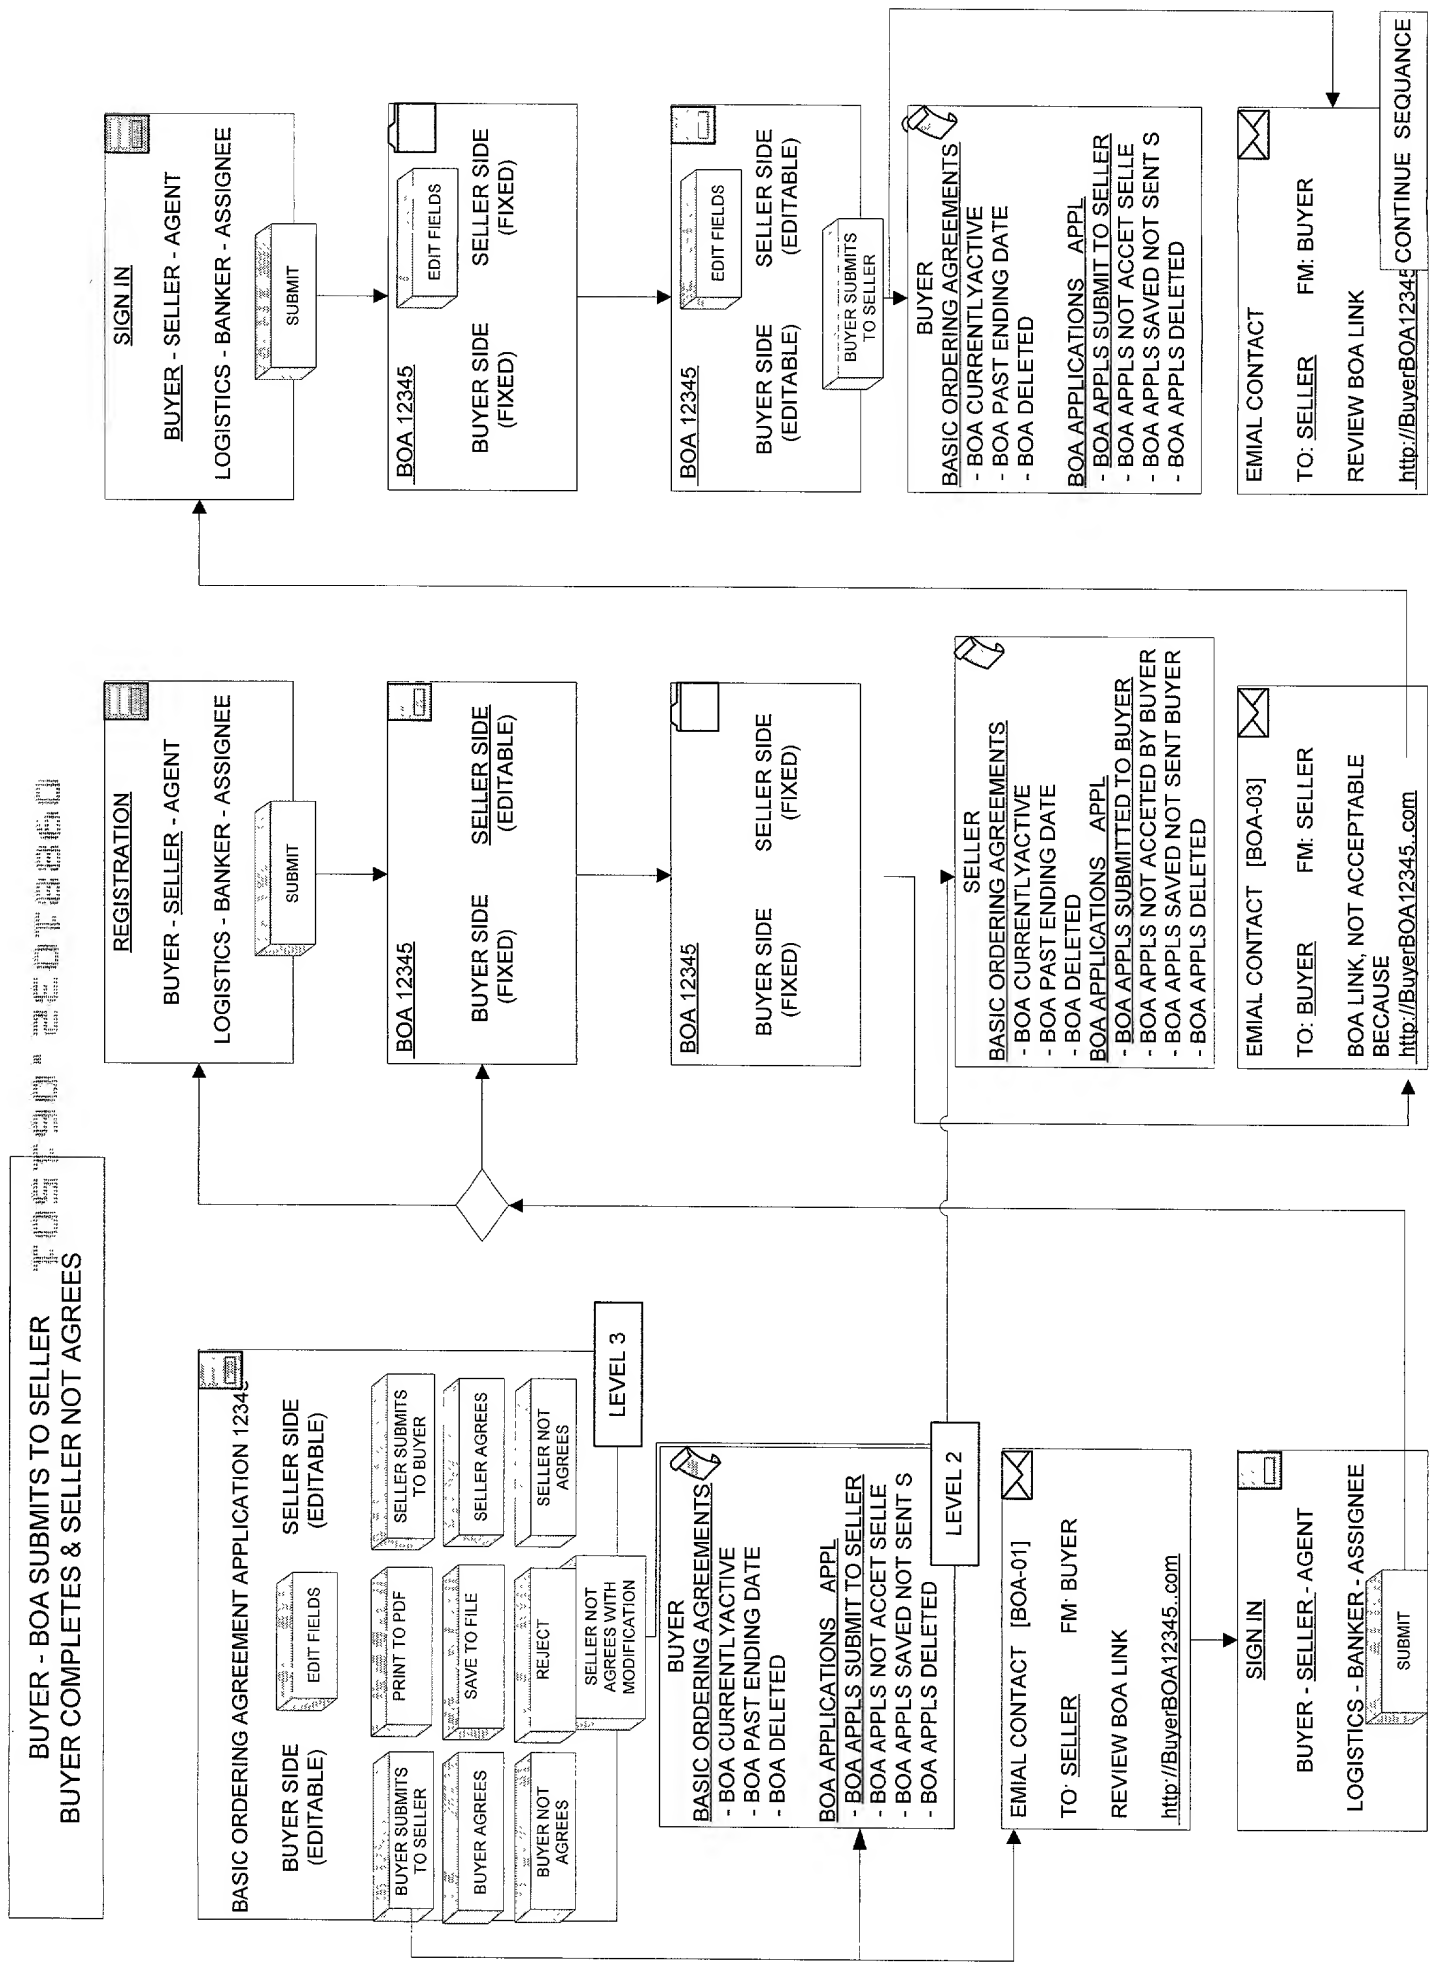 BUYER - BOA SUBMITS TO SELLER
BUYER COMPLETES & SELLER NOT AGREES
BASIC ORDERING AGREEMENT APPLICATION 1234
BUYER SIDE
(EDITABLE)
EDIT FIELDS
SELLER SIDE
(EDITABLE)
BUYER SUBMITS
TO SELLER
PRINT TO PDF
SELLER SUBMITS
TO BUYER
BUYER AGREES
SAVE TO FILE
SELLER AGREES
BUYER NOT
AGREES
REJECT
SELLER NOT
AGREES
SELLER NOT
AGREES WITH
MODIFICATION
LEVEL 3
BUYER
BASIC ORDERING AGREEMENTS
- BOA CURRENTLYACTIVE
- BOA PAST ENDING DATE
- BOA DELETED
BOA APPLICATIONS APPL
- BOA APPLS SUBMIT TO SELLER
- BOA APPLS NOT ACCET SELLE
- BOA APPLS SAVED NOT SENT S
- BOA APPLS DELETED
LEVEL 2
EMIAL CONTACT [BOA-01]
TO: SELLER FM: BUYER
REVIEW BOA LINK
http://BuyerBOA12345..com
SIGN IN
BUYER - SELLER - AGENT
LOGISTICS - BANKER - ASSIGNEE
SUBMIT
REGISTRATION
BUYER - SELLER - AGENT
LOGISTICS - BANKER - ASSIGNEE
SUBMIT
BOA 12345
BUYER SIDE
(FIXED)
SELLER SIDE
(EDITABLE)
BOA 12345
BUYER SIDE
(FIXED)
SELLER SIDE
(FIXED)
SELLER
BASIC ORDERING AGREEMENTS
- BOA CURRENTLYACTIVE
- BOA PAST ENDING DATE
- BOA DELETED
BOA APPLICATIONS APPL
- BOA APPLS SUBMITTED TO BUYER
- BOA APPLS NOT ACCETED BY BUYER
- BOA APPLS SAVED NOT SENT BUYER
- BOA APPLS DELETED
EMIAL CONTACT [BOA-03]
TO: BUYER FM: SELLER
BOA LINK, NOT ACCEPTABLE
BECAUSE
http://BuyerBOA12345..com
SIGN IN
BUYER - SELLER - AGENT
LOGISTICS - BANKER - ASSIGNEE
SUBMIT
BOA 12345
EDIT FIELDS
BUYER SIDE
(FIXED)
SELLER SIDE
(FIXED)
BOA 12345
EDIT FIELDS
BUYER SIDE
(EDITABLE)
SELLER SIDE
(EDITABLE)
BUYER SUBMITS
TO SELLER
BUYER
BASIC ORDERING AGREEMENTS
- BOA CURRENTLYACTIVE
- BOA PAST ENDING DATE
- BOA DELETED
BOA APPLICATIONS APPL
- BOA APPLS SUBMIT TO SELLER
- BOA APPLS NOT ACCET SELLE
- BOA APPLS SAVED NOT SENT S
- BOA APPLS DELETED
EMIAL CONTACT
TO: SELLER FM: BUYER
REVIEW BOA LINK
http://BuyerBOA12345
CONTINUE SEQUANCE